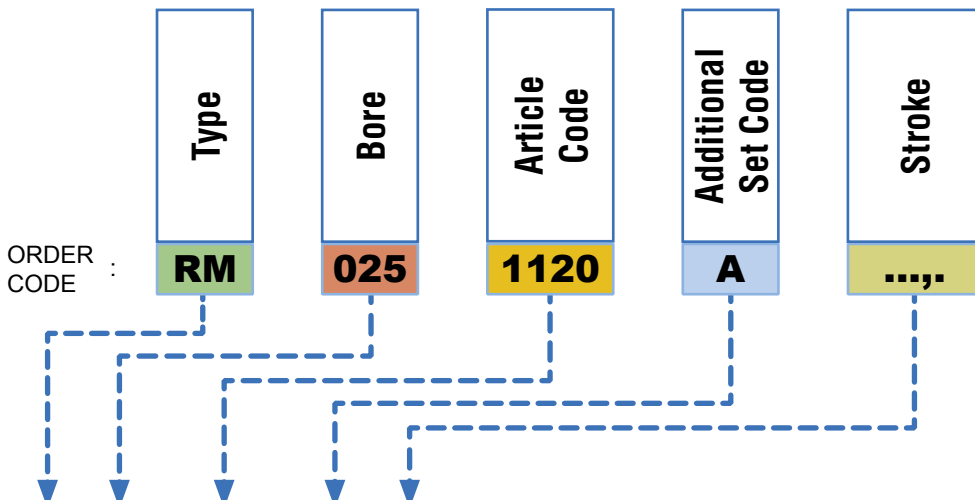 Type
Bore
Article
Code
Additional
Set Code
Stroke
ORDER
CODE :
RM
025
1120
A
...,.